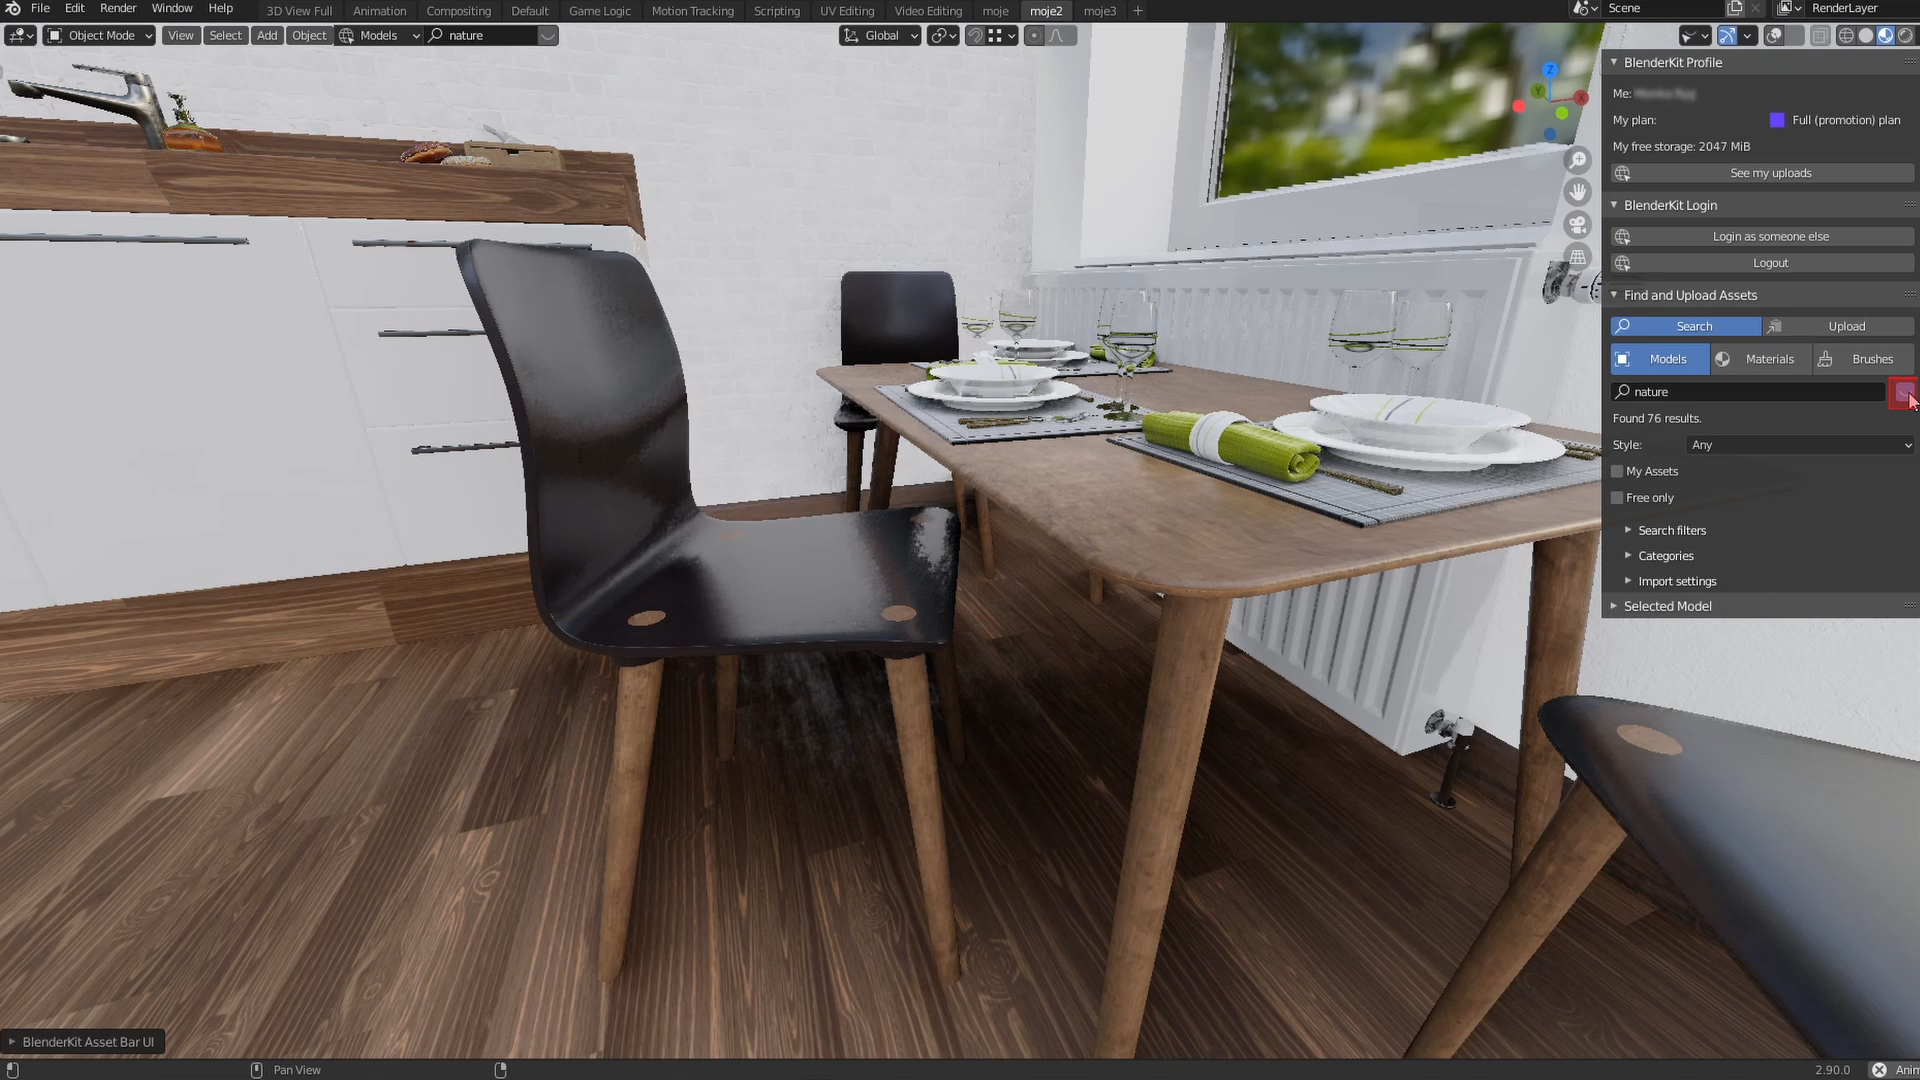 File Edit Render Window Help 3D View Full Animation Compositing Default Game Logic Motion Tracking Scripting UV Editing Video Editing moje moje2 moje3 + Scene RenderLayer
Object Mode View Select Add Object Models nature Global
BlenderKit Profile
Me:
My plan: Full (promotion) plan
My free storage: 2047 MiB
See my uploads
BlenderKit Login
Login as someone else
Logout
Find and Upload Assets
Search Upload
Models Materials Brushes
nature
Found 76 results.
Style: Any
My Assets
Free only
Search filters
Categories
Import settings
Selected Model
Z
Y
X
BlenderKit Asset Bar UI
Pan View 2.90.0 Anim